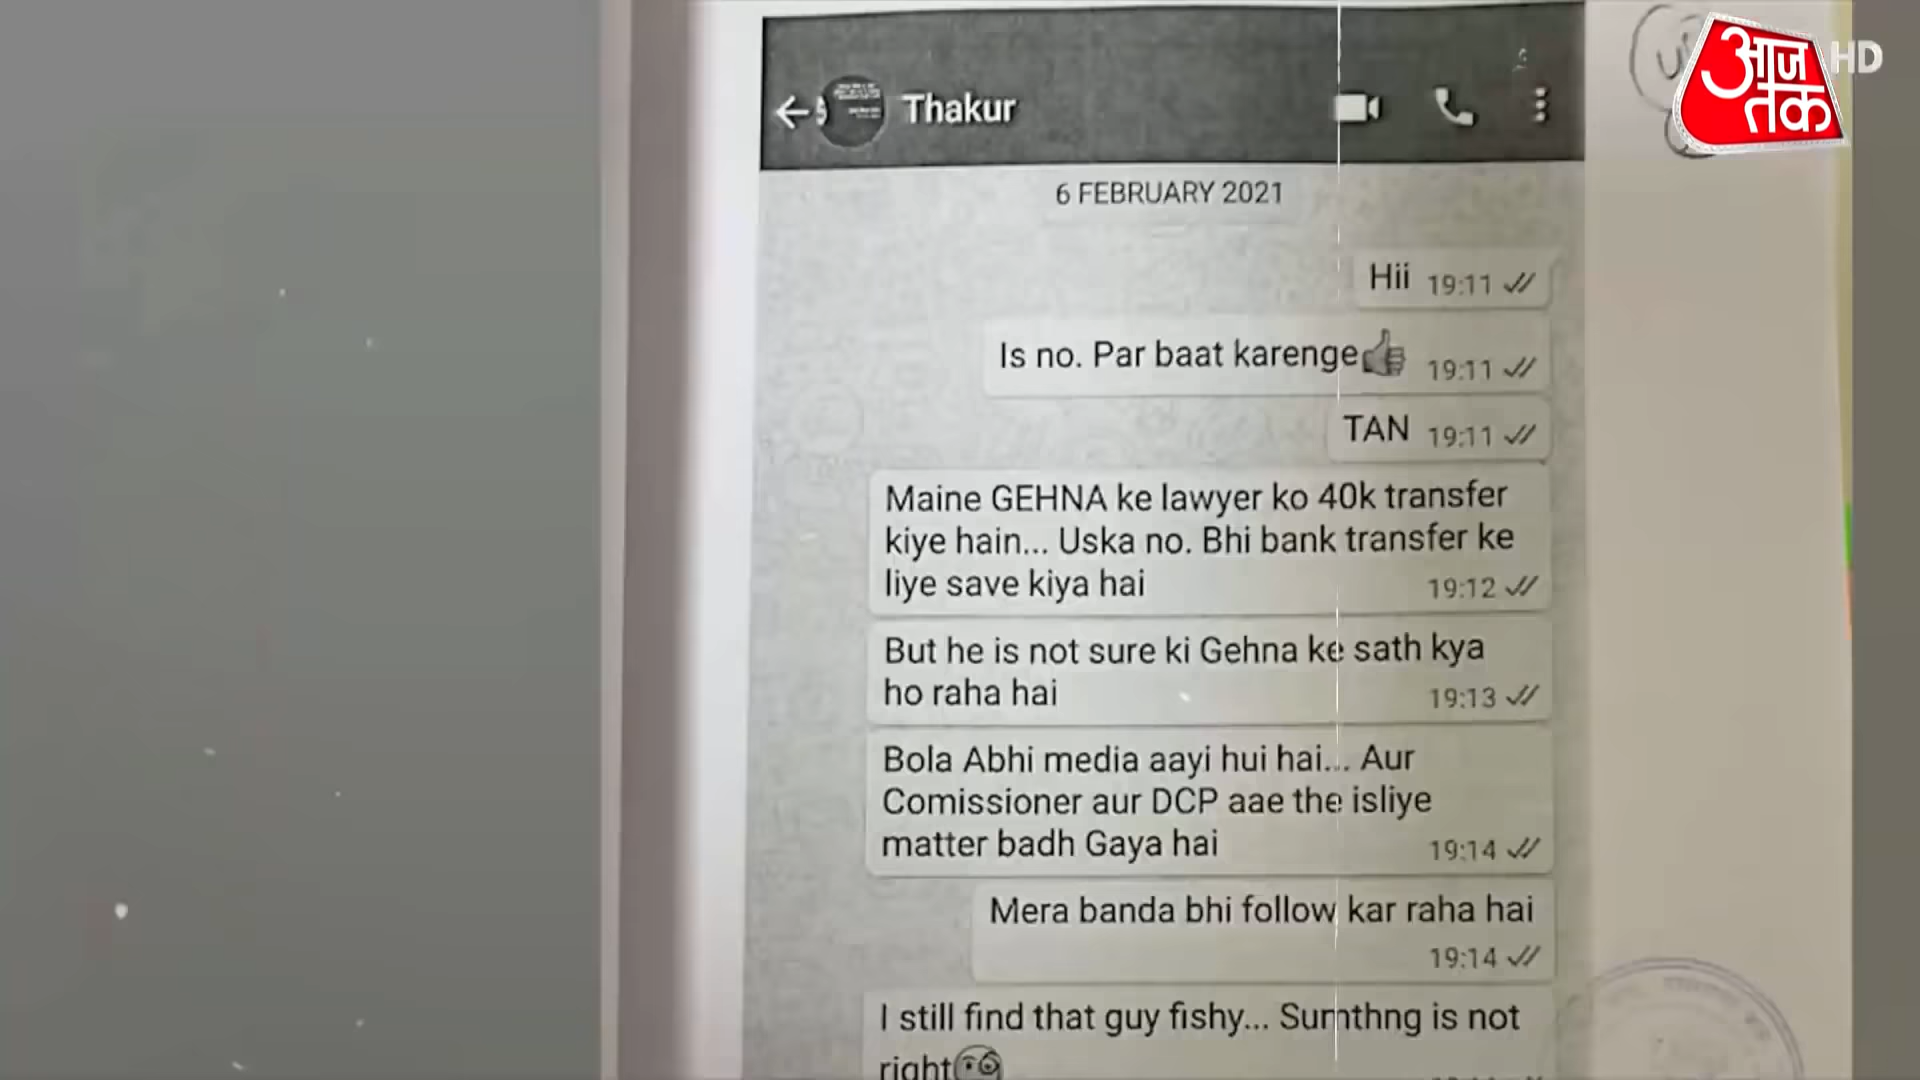 आज तक HD
Thakur
6 FEBRUARY 2021
Hii 19:11
Is no. Par baat karenge👍 19:11
TAN 19:11
Maine GEHNA ke lawyer ko 40k transfer
kiye hain... Uska no. Bhi bank transfer ke
liye save kiya hai 19:12
But he is not sure ki Gehna ke sath kya
ho raha hai 19:13
Bola Abhi media aayi hui hai... Aur
Comissioner aur DCP aae the isliye
matter badh Gaya hai 19:14
Mera banda bhi follow kar raha hai
19:14
I still find that guy fishy... Sumthng is not
right